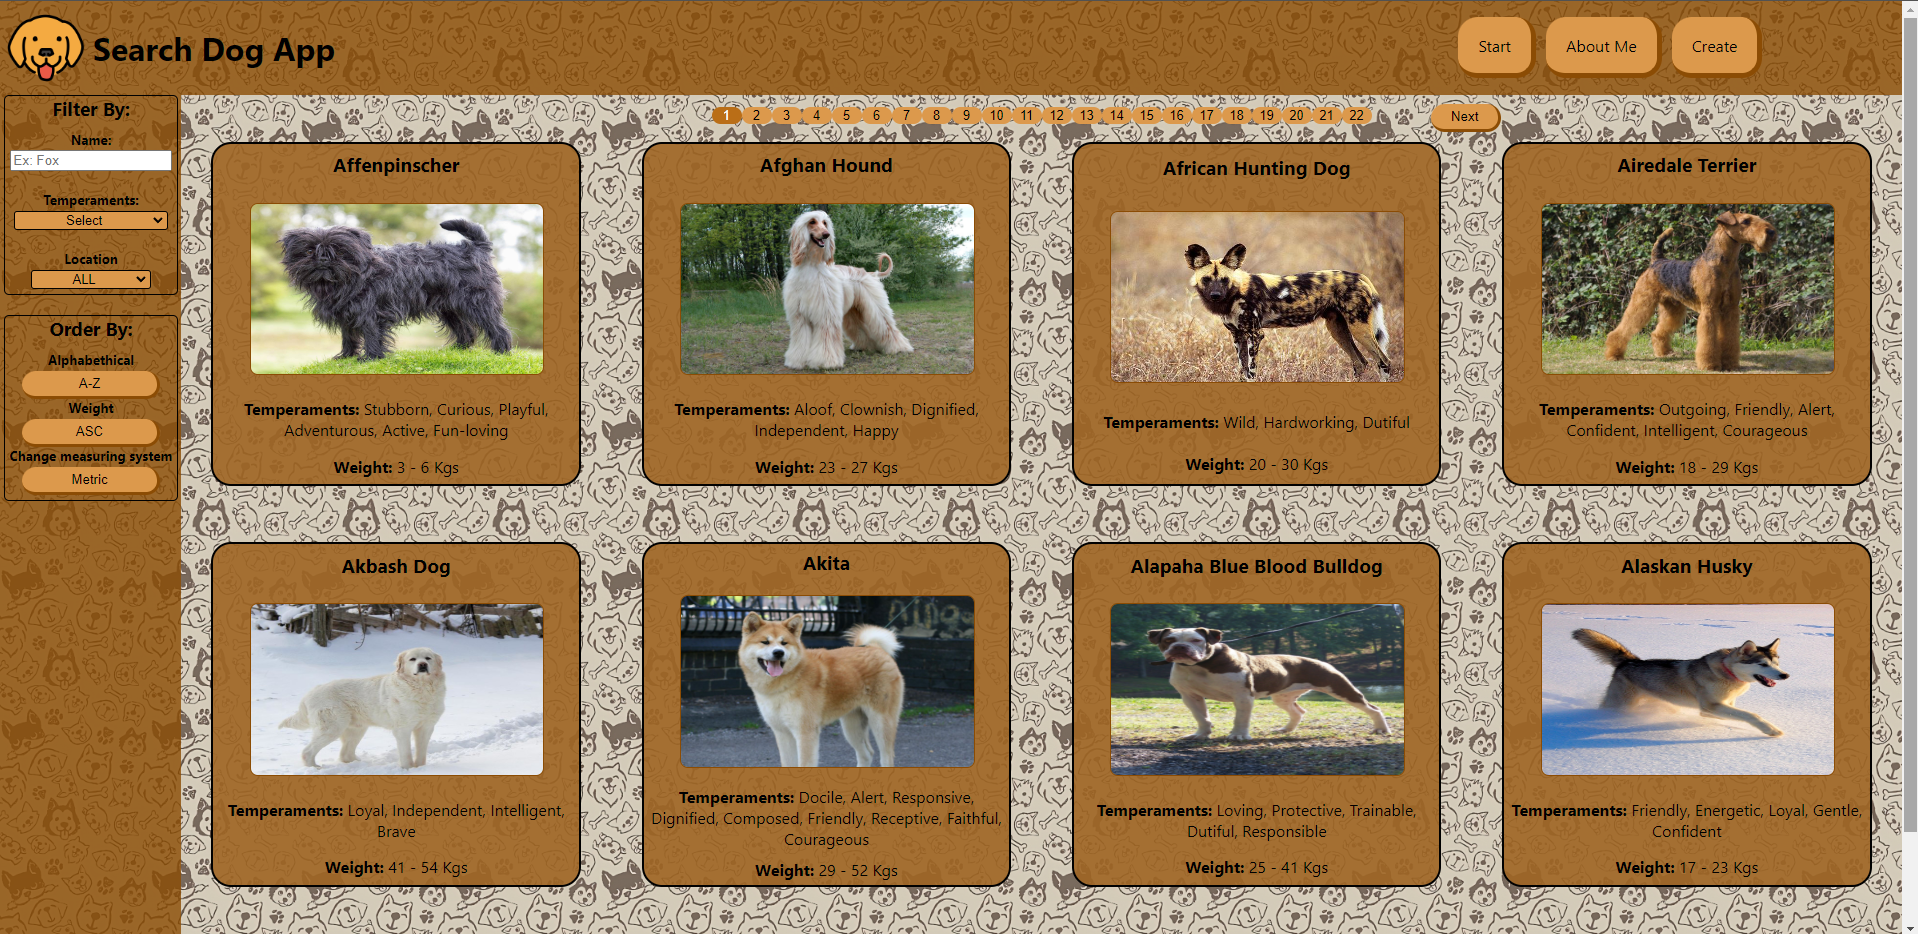 Search Dog App
Start
About Me
Create
Filter By:
Name:
Ex: Fox
Temperaments:
Select
Location
ALL
Order By:
Alphabethical
A-Z
Weight
ASC
Change measuring system
Metric
1 2 3 4 5 6 7 8 9 10 11 12 13 14 15 16 17 18 19 20 21 22
Next
Affenpinscher
Temperaments: Stubborn, Curious, Playful,
Adventurous, Active, Fun-loving
Weight: 3 - 6 Kgs
Afghan Hound
Temperaments: Aloof, Clownish, Dignified,
Independent, Happy
Weight: 23 - 27 Kgs
African Hunting Dog
Temperaments: Wild, Hardworking, Dutiful
Weight: 20 - 30 Kgs
Airedale Terrier
Temperaments: Outgoing, Friendly, Alert,
Confident, Intelligent, Courageous
Weight: 18 - 29 Kgs
Akbash Dog
Temperaments: Loyal, Independent, Intelligent,
Brave
Weight: 41 - 54 Kgs
Akita
Temperaments: Docile, Alert, Responsive,
Dignified, Composed, Friendly, Receptive, Faithful,
Courageous
Weight: 29 - 52 Kgs
Alapaha Blue Blood Bulldog
Temperaments: Loving, Protective, Trainable,
Dutiful, Responsible
Weight: 25 - 41 Kgs
Alaskan Husky
Temperaments: Friendly, Energetic, Loyal, Gentle,
Confident
Weight: 17 - 23 Kgs